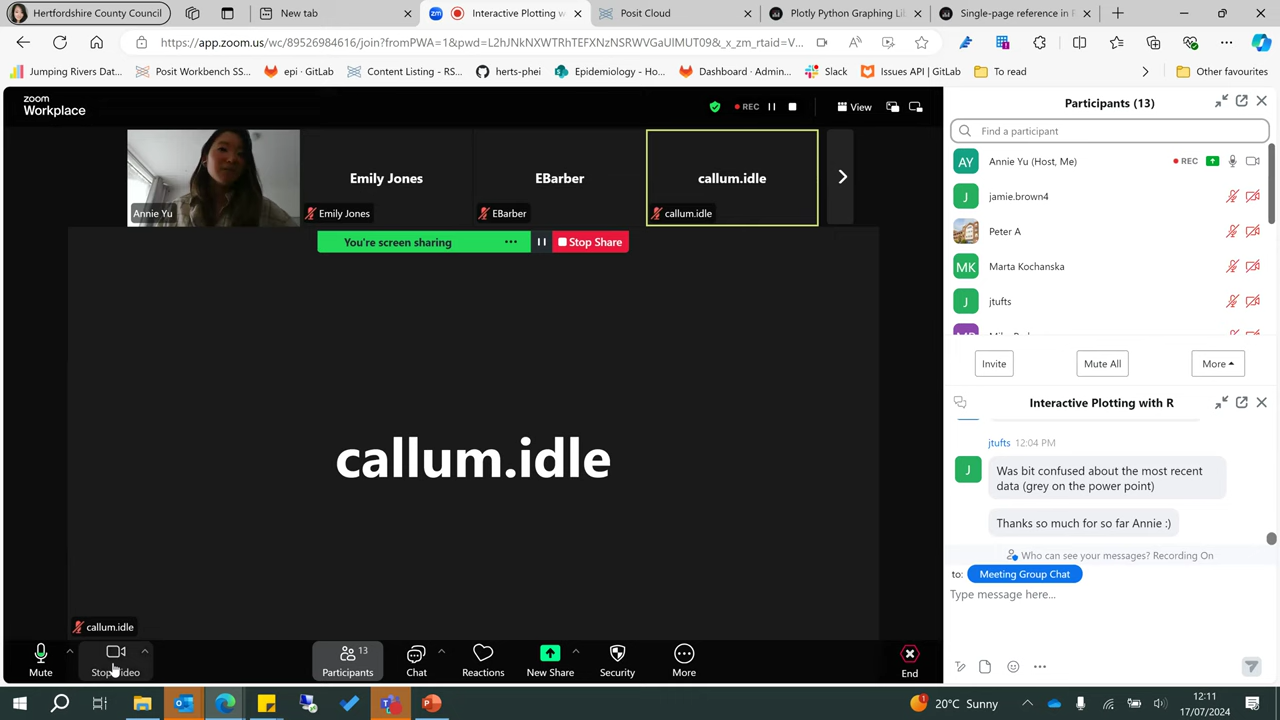 Hertfordshire County Council
New tab
Interactive Plotting with
Posit Cloud
Plotly Python Graphing Lib
Single-page reference in P
https://app.zoom.us/wc/89526984616/join?fromPWA=1&pwd=L2hJNkNXWTRhTEFXNzNSRWVGaUlMUT09&_x_zm_rtaid=V...
Jumping Rivers Dat...
Posit Workbench SS...
epi · GitLab
Content Listing - RS...
herts-phei
Epidemiology - Ho...
Dashboard · Admin...
Slack
Issues API | GitLab
To read
Other favourites
zoom
Workplace
REC
View
Annie Yu
Emily Jones
Emily Jones
EBarber
EBarber
callum.idle
callum.idle
You're screen sharing
Stop Share
callum.idle
callum.idle
Participants (13)
Find a participant
AY
Annie Yu (Host, Me)
REC
J
jamie.brown4
Peter A
MK
Marta Kochanska
J
jtufts
Invite
Mute All
More
Interactive Plotting with R
jtufts 12:04 PM
J
Was bit confused about the most recent
data (grey on the power point)
Thanks so much for so far Annie :)
Who can see your messages? Recording On
to: Meeting Group Chat
Type message here...
Mute
Stop Video
13
Participants
Chat
Reactions
New Share
Security
More
End
1
20°C Sunny
12:11
17/07/2024